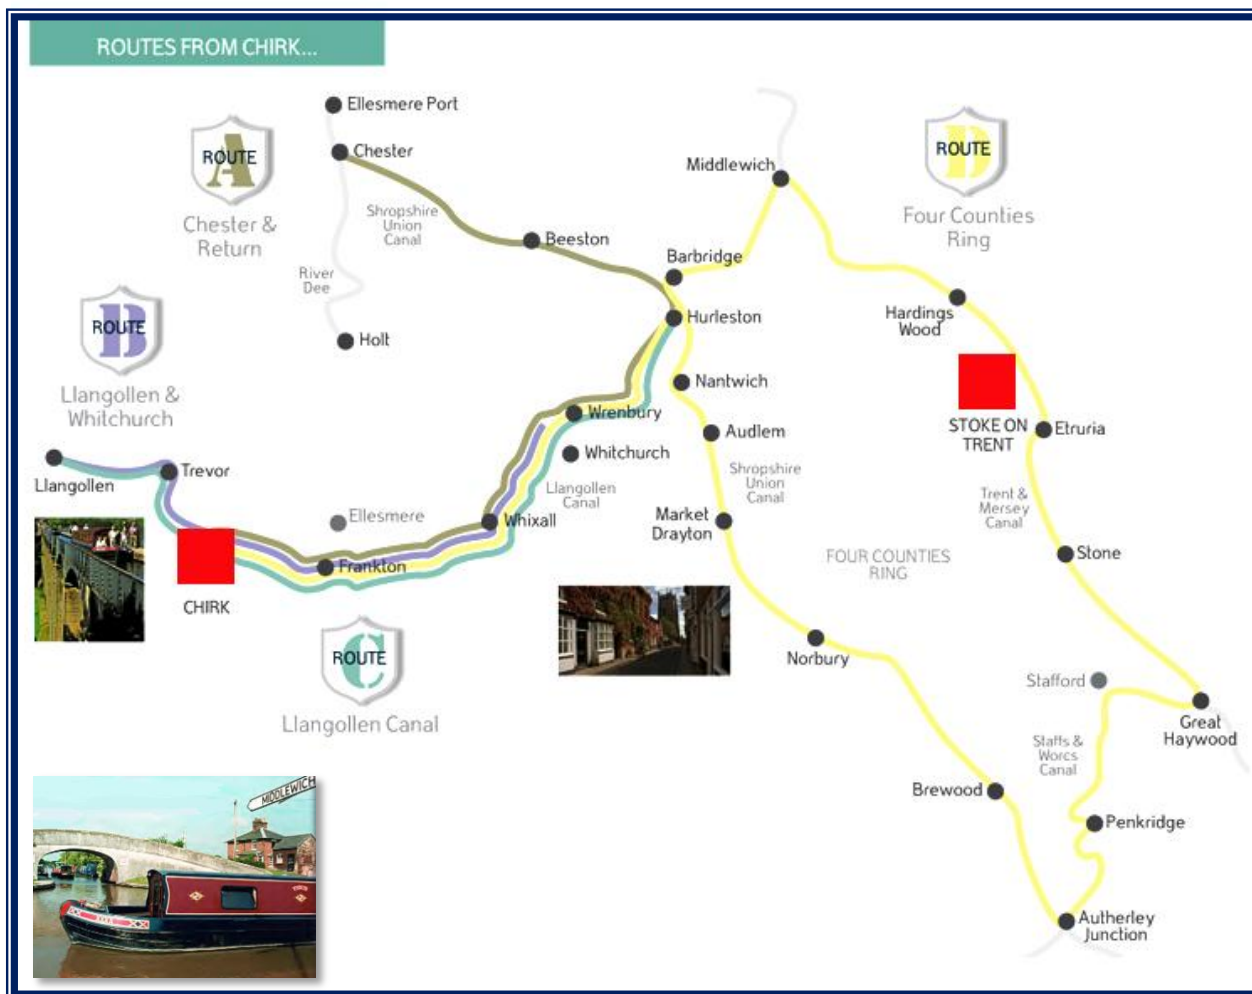 ROUTES FROM CHIRK...
Ellesmere Port
Chester
ROUTE
A
Chester &
Return
Shropshire
Union
Canal
Beeston
River
Dee
Holt
Middlewich
ROUTE
D
Four Counties
Ring
Barbridge
Hurleston
Hardings
Wood
ROUTE
B
Llangollen &
Whitchurch
Nantwich
Wrenbury
Audlem
STOKE ON
TRENT
Etruria
Whitchurch
Llangollen
Trevor
Llangollen
Canal
Shropshire
Union
Canal
Trent &
Mersey
Canal
Ellesmere
Whixall
Market
Drayton
FOUR COUNTIES
RING
Stone
Frankton
CHIRK
ROUTE
C
Llangollen Canal
Norbury
Stafford
Great
Haywood
Staffs &
Worcs
Canal
Brewood
Penkridge
Autherley
Junction
MIDDLEWICH